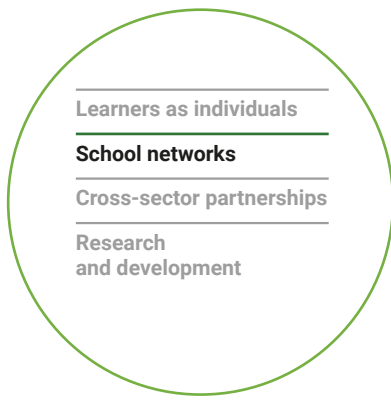 Learners as individuals
School networks
Cross-sector partnerships
Research
and development